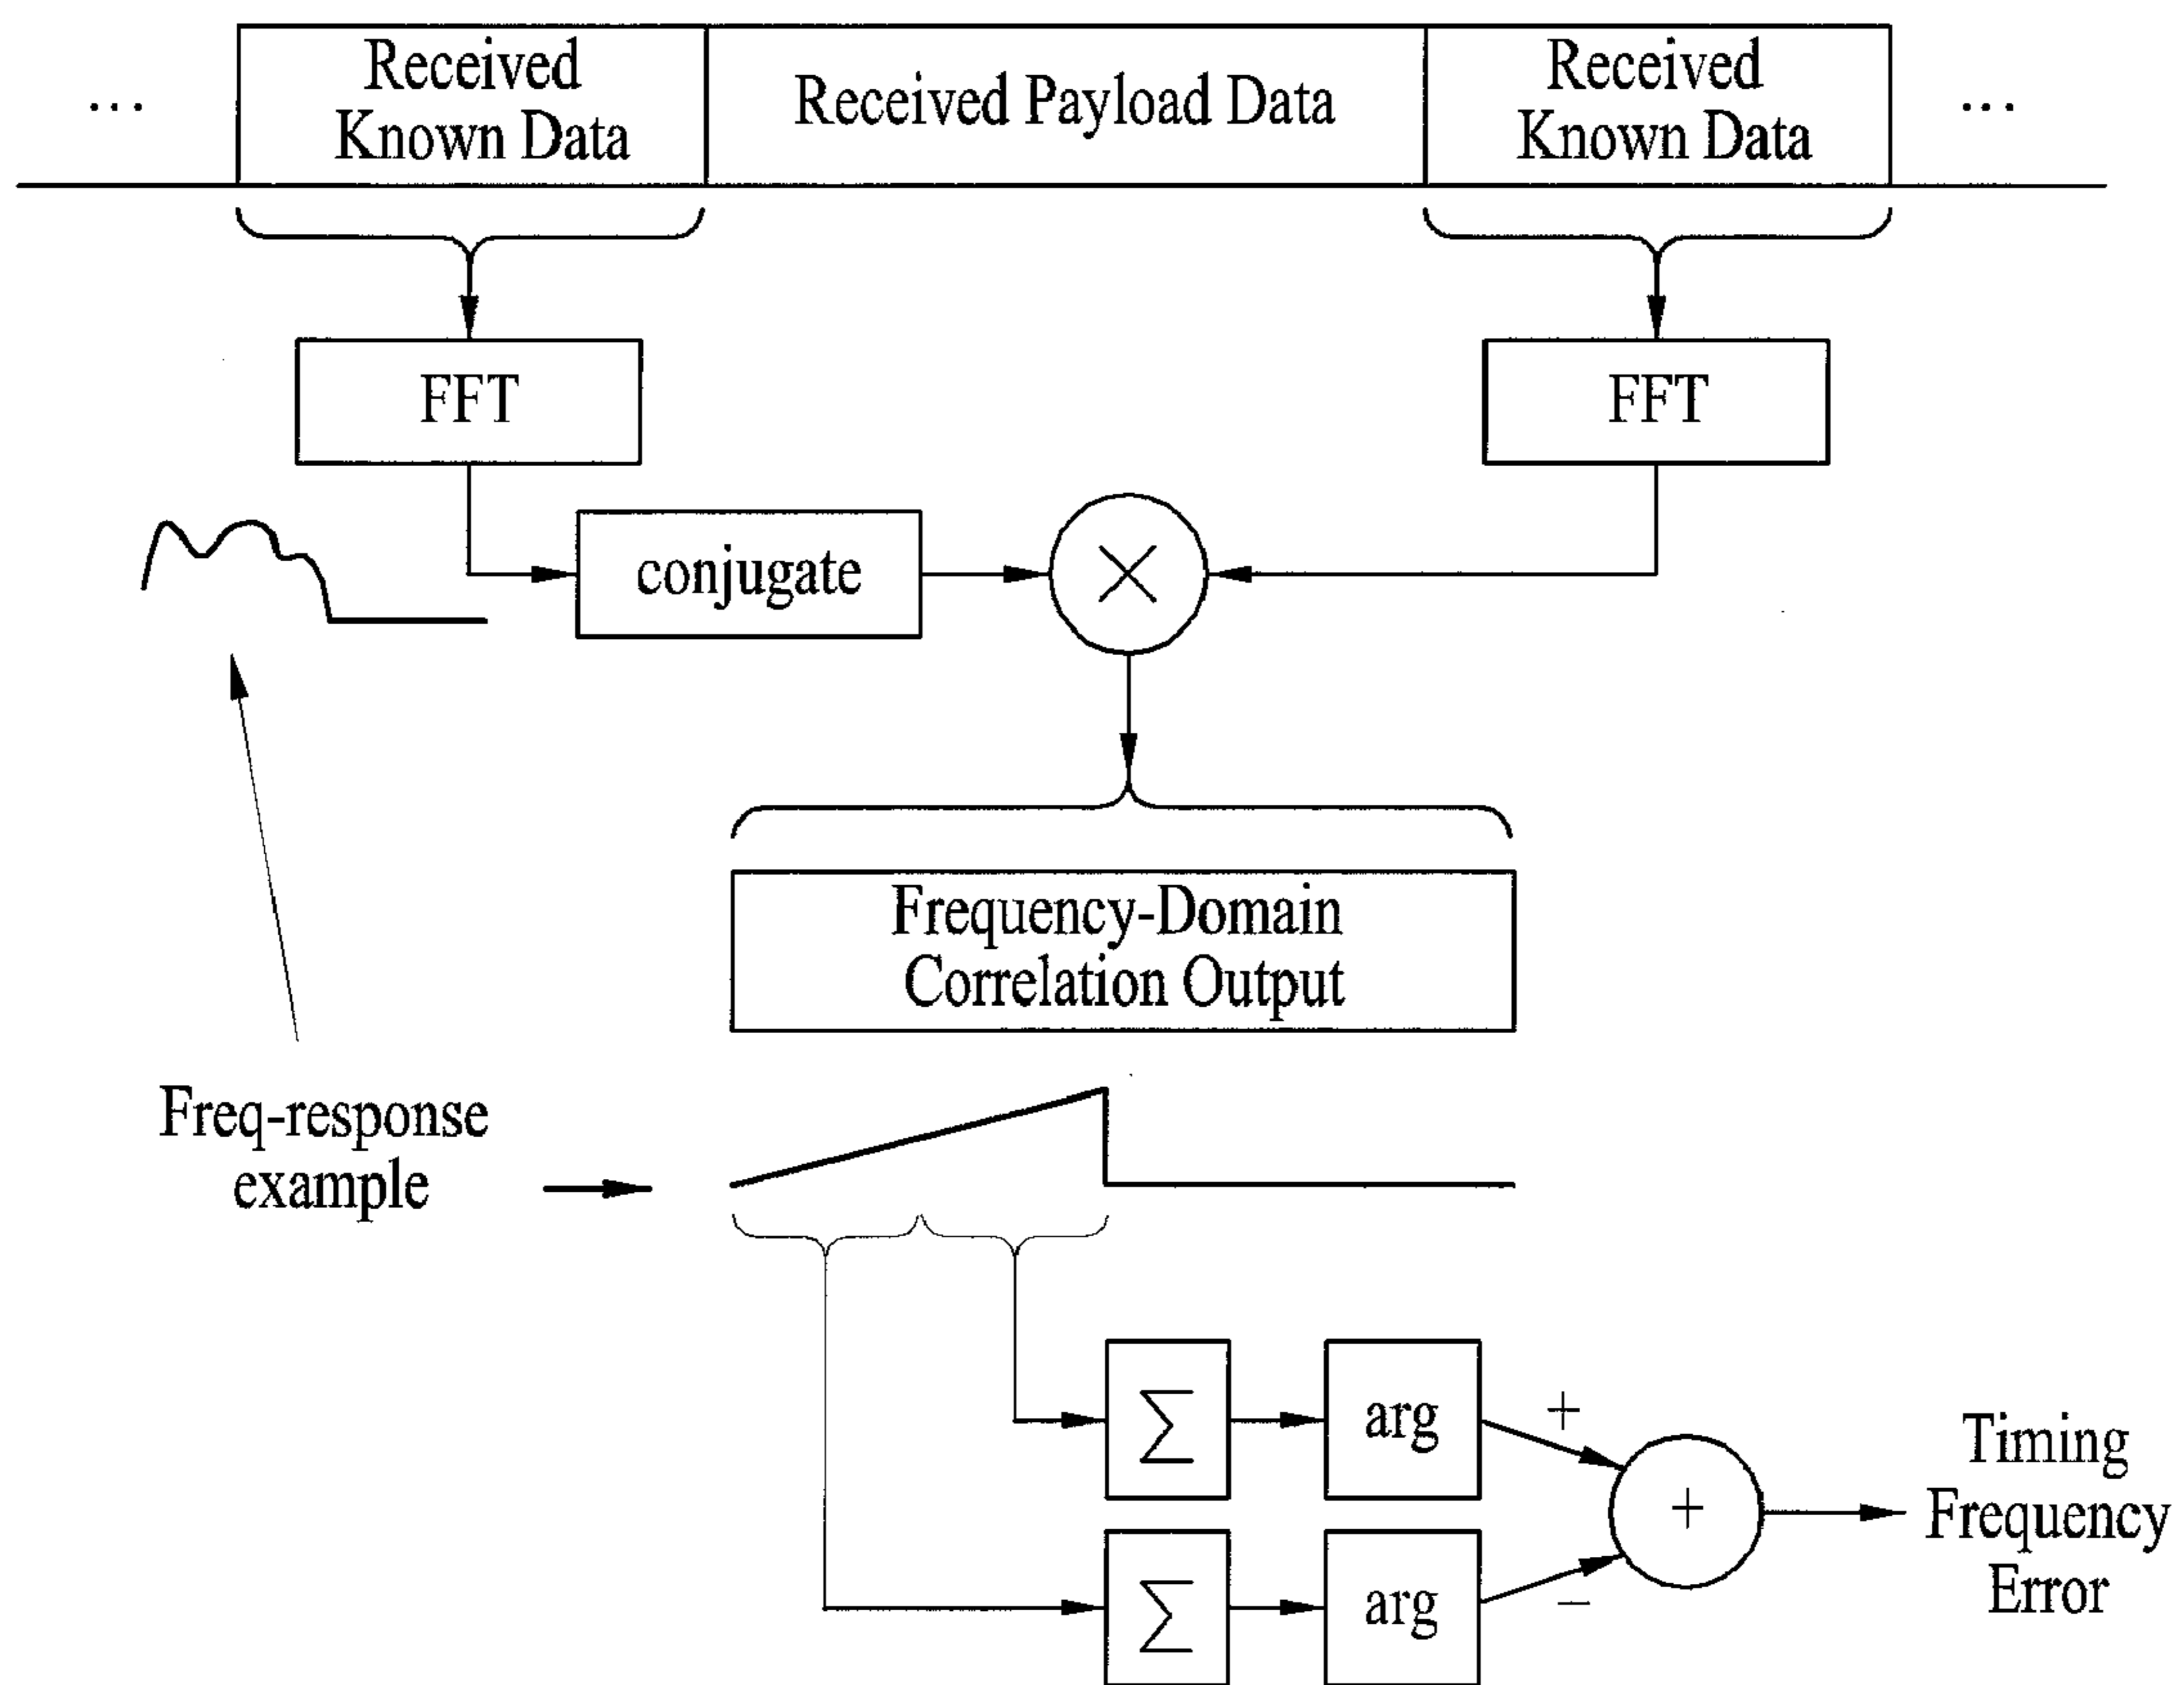 ...
Received
Known Data
Received Payload Data
Received
Known Data
...
FFT
FFT
conjugate
×
Frequency-Domain
Correlation Output
Freq-response
example
∑
arg
+
∑
arg
−
+
Timing
Frequency
Error